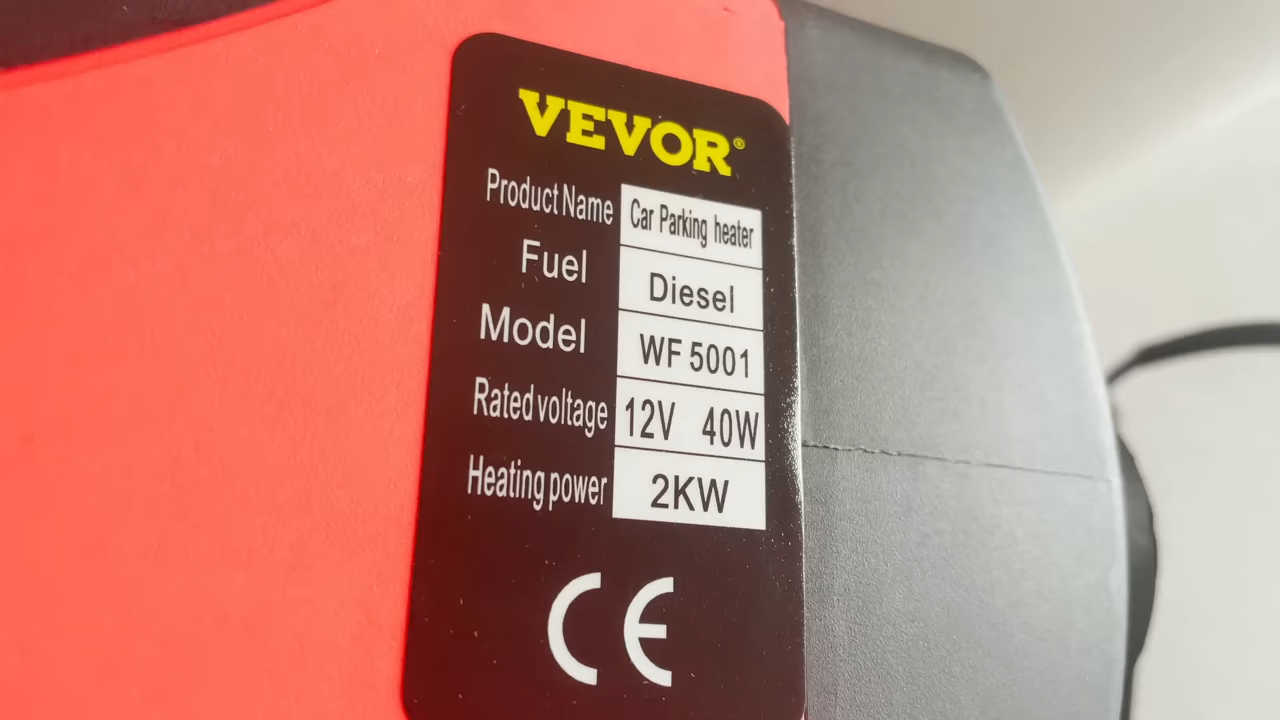 VEVOR®
Product Name Car Parking heater
Fuel Diesel
Model WF 5001
Rated voltage 12V 40W
Heating power 2KW
CE